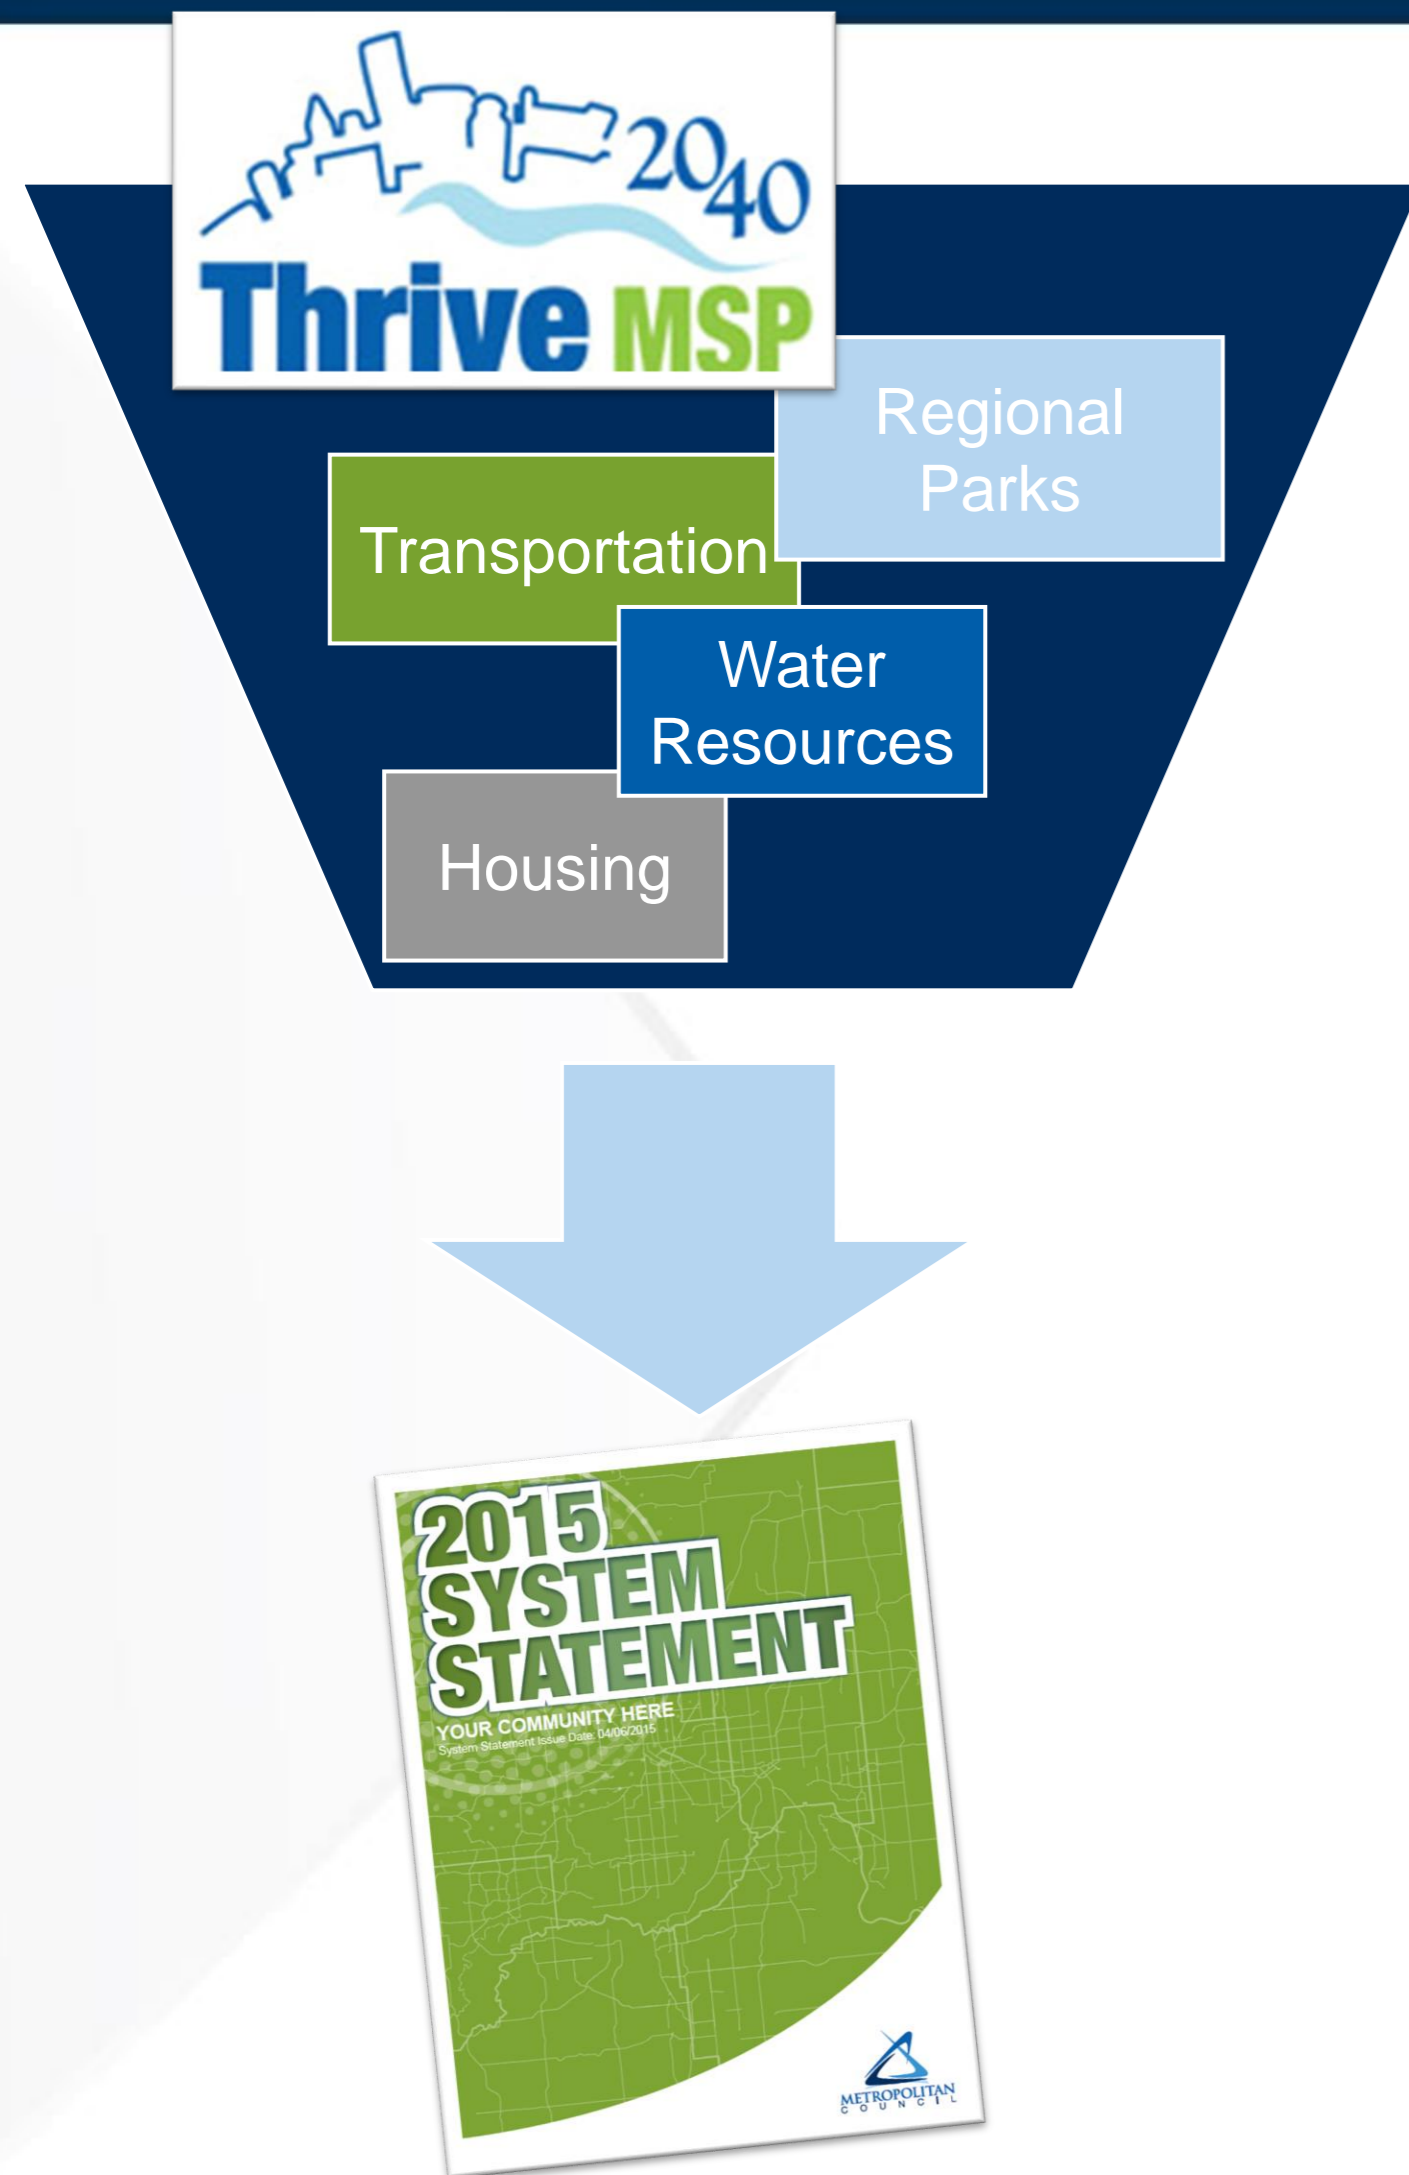 2040
Thrive MSP
Regional
Parks
Transportation
Water
Resources
Housing
2015
SYSTEM
STATEMENT
YOUR COMMUNITY HERE
System Statement Issue Date: 04/06/2015
METROPOLITAN
COUNCIL